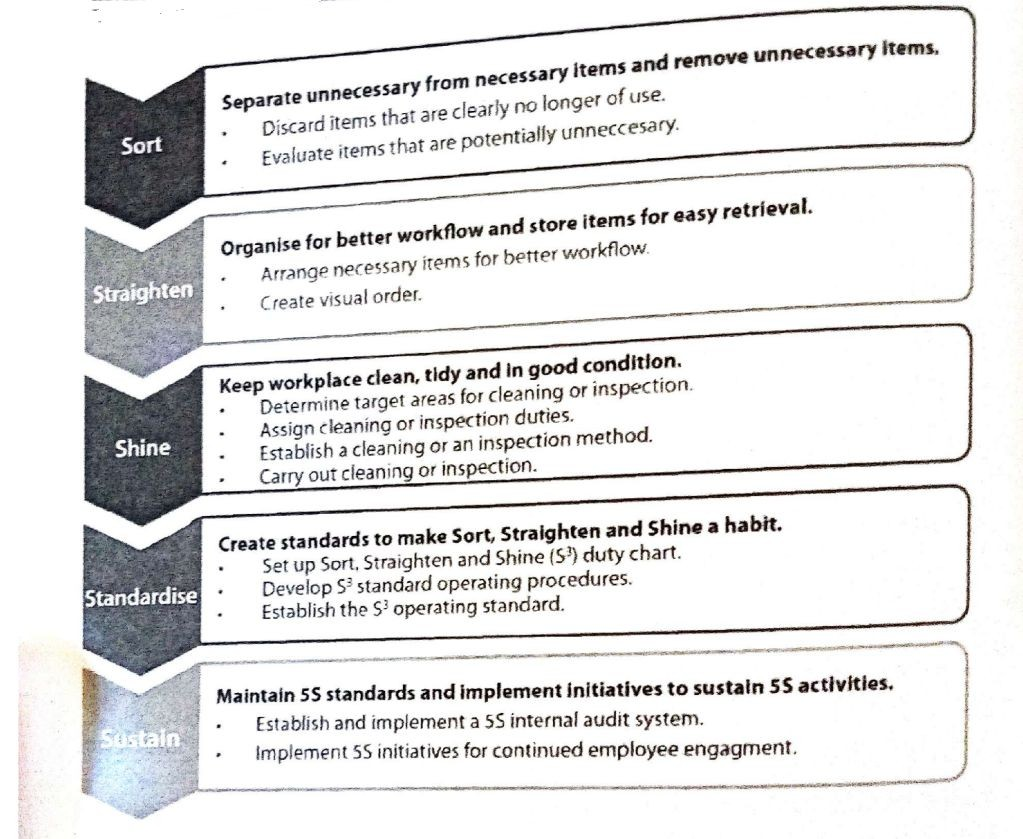 Sort
Separate unnecessary from necessary items and remove unnecessary items.
• Discard items that are clearly no longer of use.
• Evaluate items that are potentially unneccesary.
Straighten
Organise for better workflow and store items for easy retrieval.
• Arrange necessary items for better workflow.
• Create visual order.
Shine
Keep workplace clean, tidy and in good condition.
• Determine target areas for cleaning or inspection.
• Assign cleaning or inspection duties.
• Establish a cleaning or an inspection method.
• Carry out cleaning or inspection.
Standardise
Create standards to make Sort, Straighten and Shine a habit.
• Set up Sort, Straighten and Shine (S³) duty chart.
• Develop S³ standard operating procedures.
• Establish the S³ operating standard.
Sustain
Maintain 5S standards and implement initiatives to sustain 5S activities.
• Establish and implement a 5S internal audit system.
• Implement 5S initiatives for continued employee engagment.